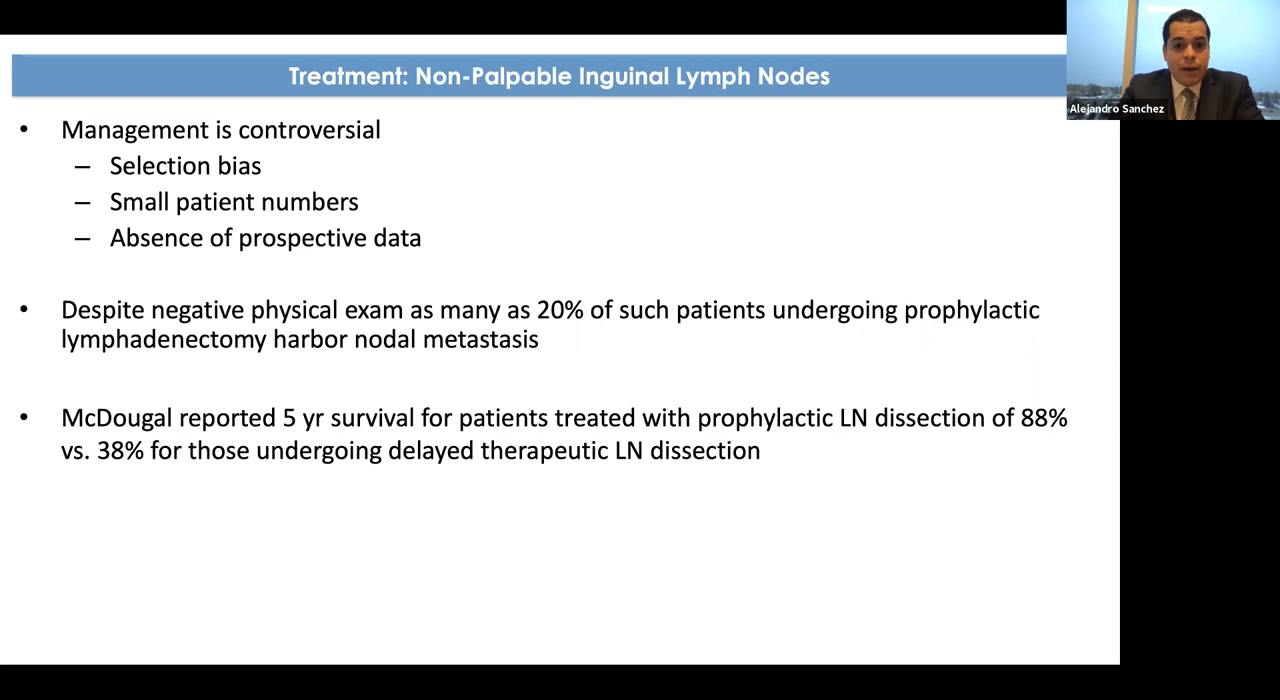 Treatment: Non-Palpable Inguinal Lymph Nodes
Alejandro Sanchez
• Management is controversial
– Selection bias
– Small patient numbers
– Absence of prospective data
• Despite negative physical exam as many as 20% of such patients undergoing prophylactic
lymphadenectomy harbor nodal metastasis
• McDougal reported 5 yr survival for patients treated with prophylactic LN dissection of 88%
vs. 38% for those undergoing delayed therapeutic LN dissection